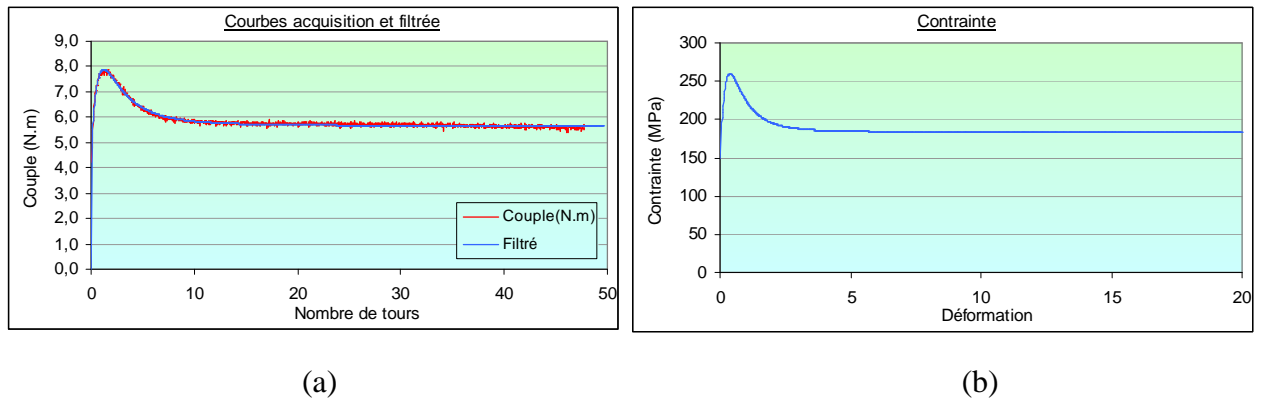 Courbes acquisition et filtrée
9,0
8,0
7,0
6,0
5,0
4,0
3,0
2,0
1,0
0,0
Couple (N.m)
Couple(N.m)
Filtré
0 10 20 30 40 50
Nombre de tours
(a)
Contrainte
300
250
200
150
100
50
0
Contrainte (MPa)
0 5 10 15 20
Déformation
(b)